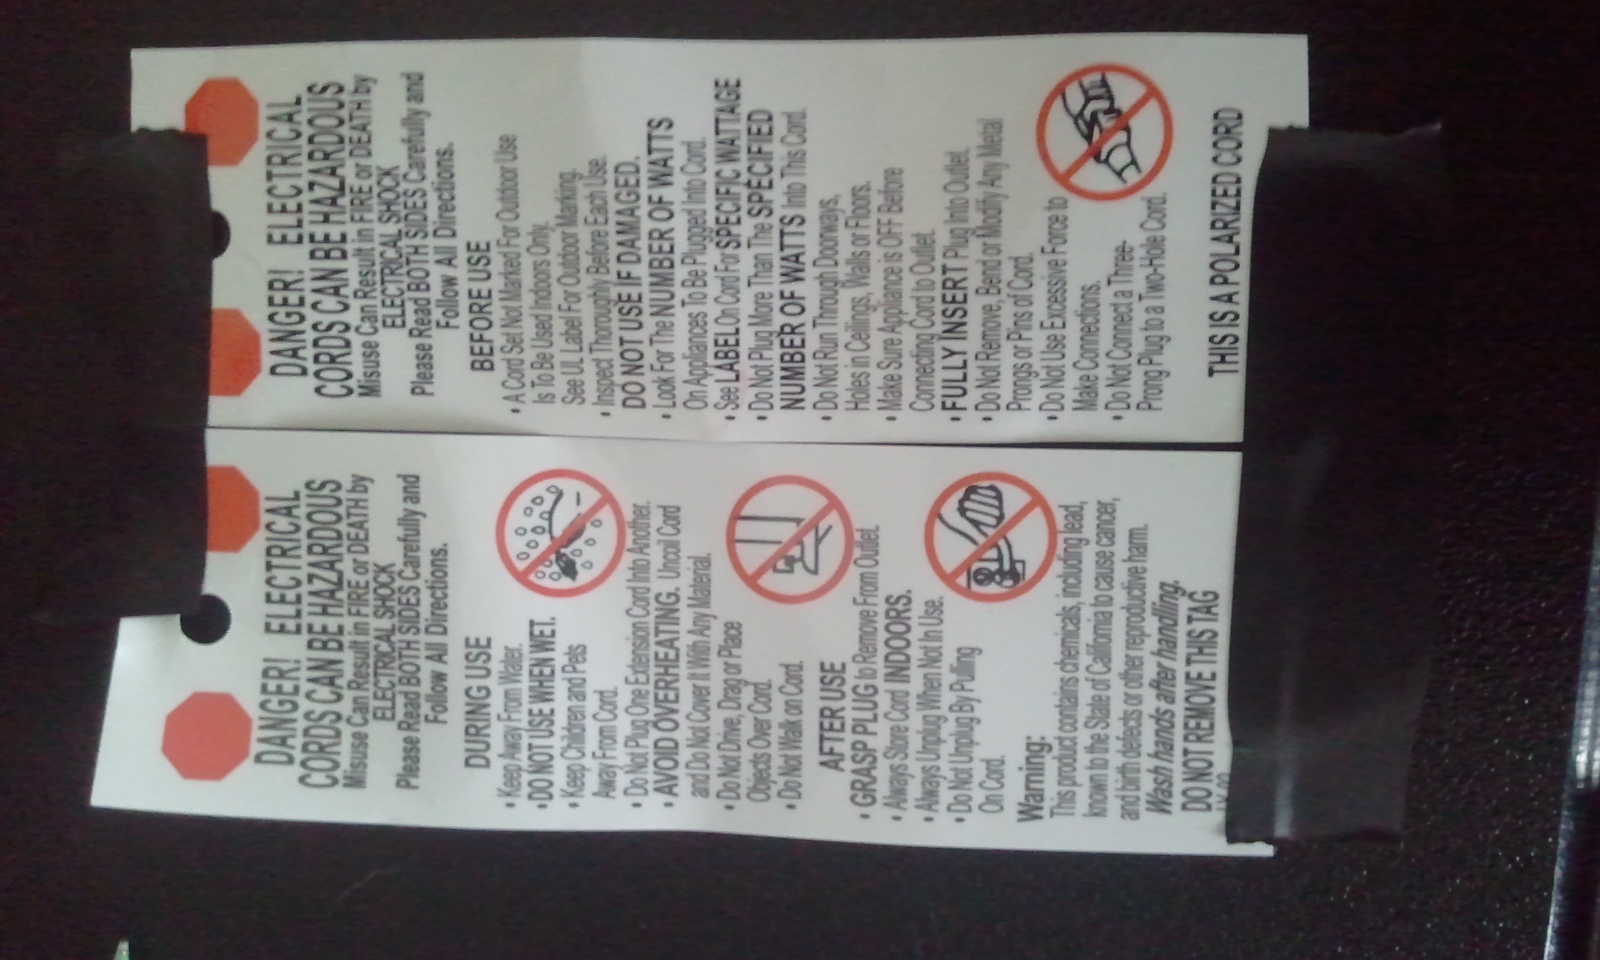 DANGER! ELECTRICAL
CORDS CAN BE HAZARDOUS
Misuse Can Result in FIRE or DEATH by
ELECTRICAL SHOCK
Please Read BOTH SIDES Carefully and
Follow All Directions.
BEFORE USE
• A Cord Set Not Marked For Outdoor Use
Is To Be Used Indoors Only.
See UL Label For Outdoor Marking.
• Inspect Thoroughly Before Each Use.
DO NOT USE IF DAMAGED.
• Look For The NUMBER OF WATTS
On Appliances To Be Plugged Into Cord.
• See LABEL On Cord For SPECIFIC WATTAGE
• Do Not Plug More Than The SPECIFIED
NUMBER OF WATTS Into This Cord.
• Do Not Run Through Doorways,
Holes in Ceilings, Walls or Floors.
• Make Sure Appliance is OFF Before
Connecting Cord to Outlet.
• FULLY INSERT Plug Into Outlet.
• Do Not Remove, Bend or Modify Any Metal
Prongs or Pins of Cord.
• Do Not Use Excessive Force to
Make Connections.
• Do Not Connect a Three-
Prong Plug to a Two-Hole Cord.
THIS IS A POLARIZED CORD
DANGER! ELECTRICAL
CORDS CAN BE HAZARDOUS
Misuse Can Result in FIRE or DEATH by
ELECTRICAL SHOCK
Please Read BOTH SIDES Carefully and
Follow All Directions.
DURING USE
• Keep Away From Water.
• DO NOT USE WHEN WET.
• Keep Children and Pets
Away From Cord.
• Do Not Plug One Extension Cord Into Another.
• AVOID OVERHEATING. Uncoil Cord
and Do Not Cover It With Any Material.
• Do Not Drive, Drag or Place
Objects Over Cord.
• Do Not Walk on Cord.
AFTER USE
• GRASP PLUG to Remove From Outlet.
• Always Store Cord INDOORS.
• Always Unplug When Not In Use.
• Do Not Unplug By Pulling
On Cord.
Warning:
This product contains chemicals, including lead,
known to the State of California to cause cancer,
and birth defects or other reproductive harm.
Wash hands after handling.
DO NOT REMOVE THIS TAG